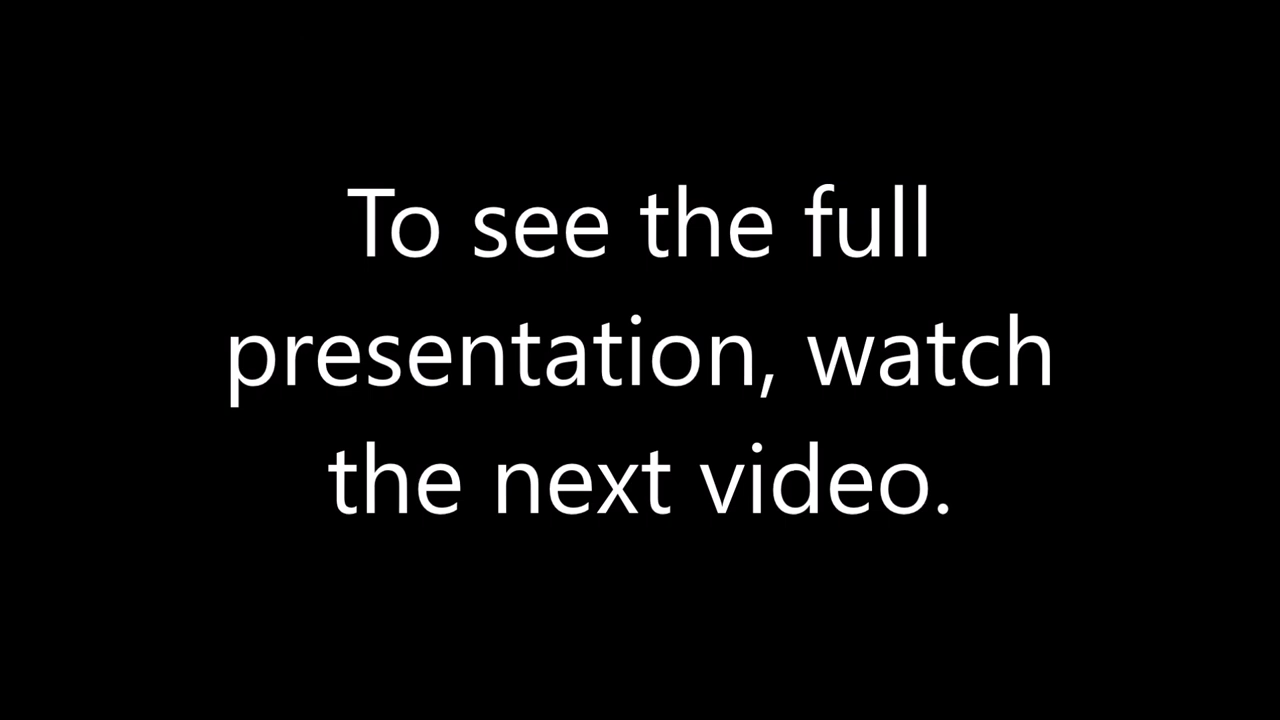 To see the full
presentation, watch
the next video.